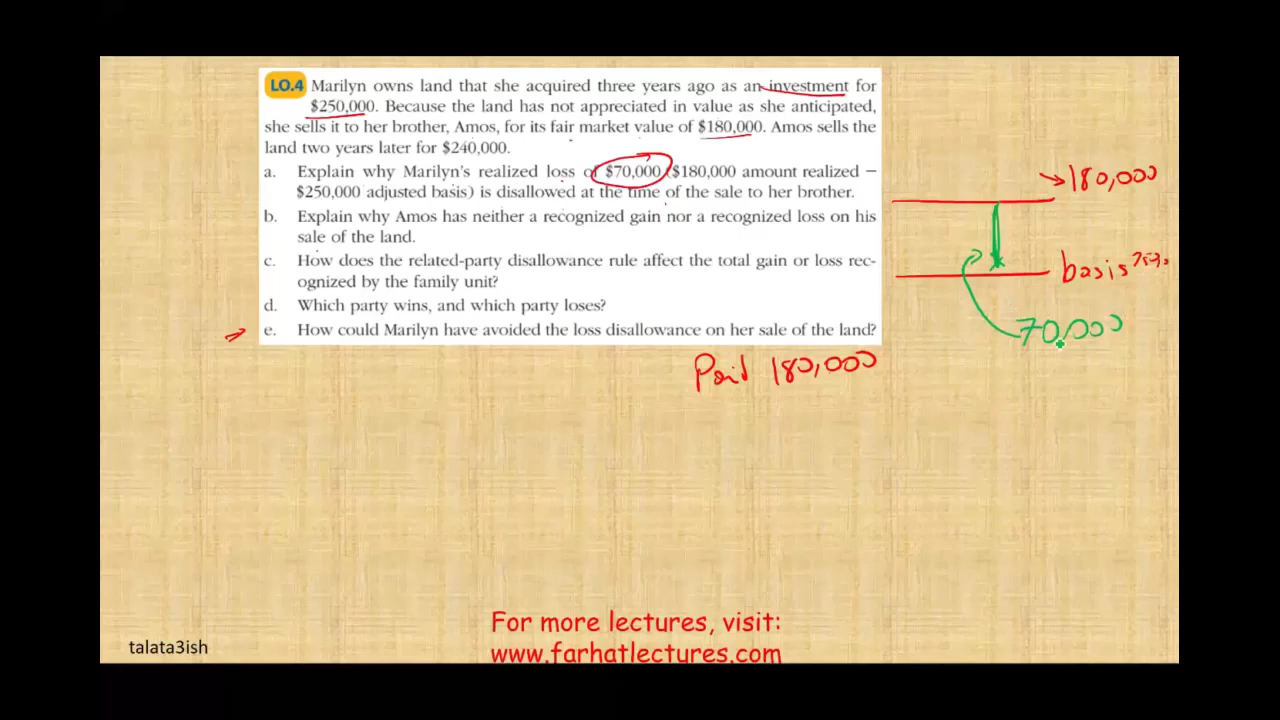 LO.4 Marilyn owns land that she acquired three years ago as an investment for
$250,000. Because the land has not appreciated in value as she anticipated,
she sells it to her brother, Amos, for its fair market value of $180,000. Amos sells the
land two years later for $240,000.
a. Explain why Marilyn's realized loss of $70,000 ($180,000 amount realized −
$250,000 adjusted basis) is disallowed at the time of the sale to her brother.
b. Explain why Amos has neither a recognized gain nor a recognized loss on his
sale of the land.
c. How does the related-party disallowance rule affect the total gain or loss rec-
ognized by the family unit?
d. Which party wins, and which party loses?
e. How could Marilyn have avoided the loss disallowance on her sale of the land?
180,000
basis
70,000
Paid 180,000
For more lectures, visit:
www.farhatlectures.com
talata3ish